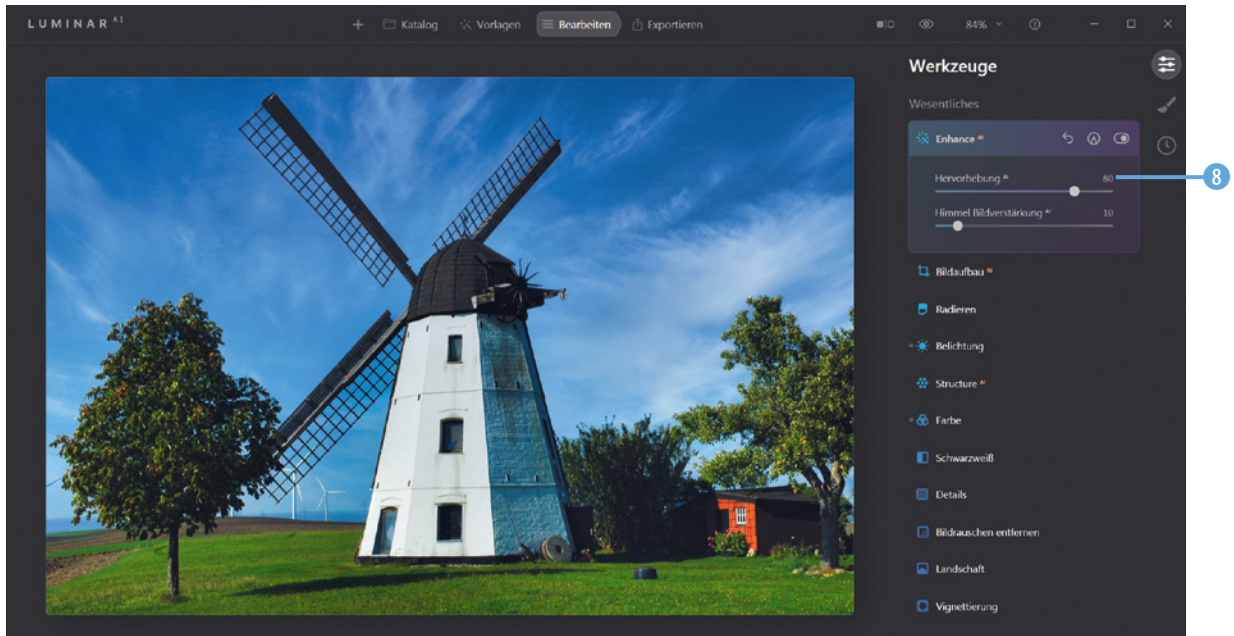 LUMINAR AI
Katalog
Vorlagen
Bearbeiten
Exportieren
84%
Werkzeuge
Wesentliches
Enhance AI
Hervorhebung AI 80
8
Himmel Bildverstärkung AI 10
Bildaufbau AI
Radieren
Belichtung
Structure AI
Farbe
Schwarzweiß
Details
Bildrauschen entfernen
Landschaft
Vignettierung